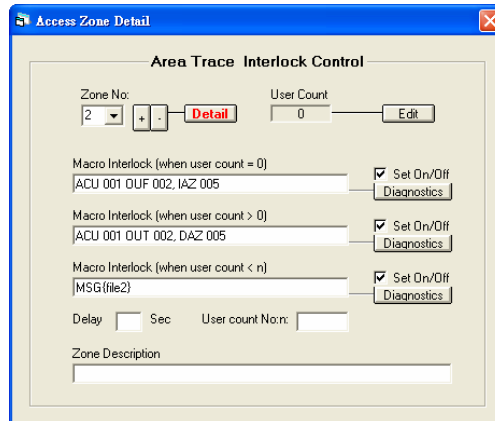 Access Zone Detail
Area Trace Interlock Control
Zone No:
User Count
2 + - Detail 0 Edit
Macro Interlock (when user count = 0)
Set On/Off
ACU 001 OUF 002, IAZ 005
Diagnostics
Macro Interlock (when user count > 0)
Set On/Off
ACU 001 OUT 002, DAZ 005
Diagnostics
Macro Interlock (when user count < n)
Set On/Off
MSG{file2}
Diagnostics
Delay Sec User count No:n:
Zone Description